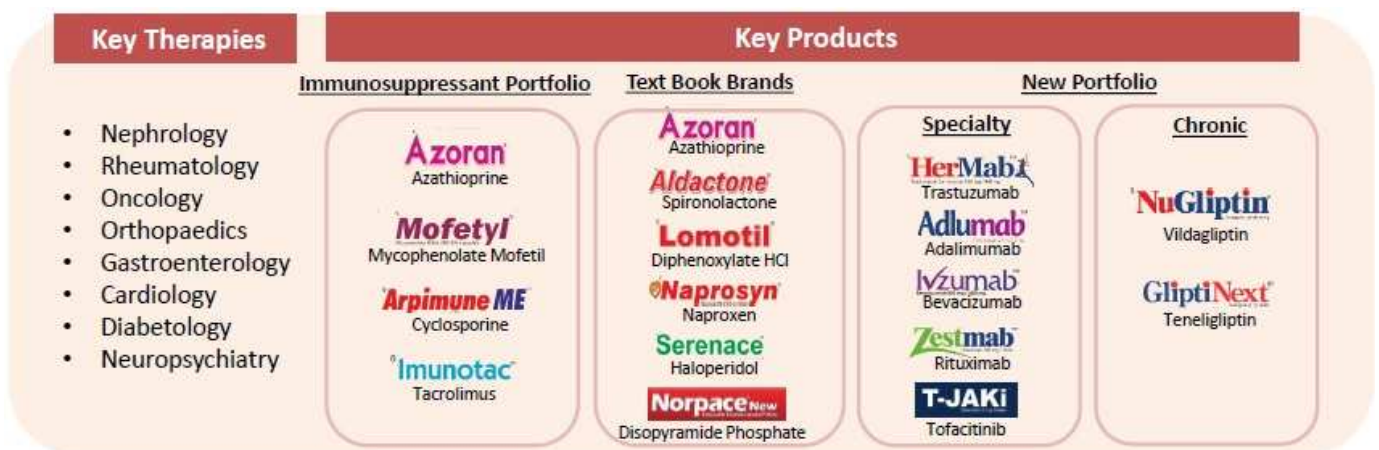 Key Therapies
Key Products
Immunosuppressant Portfolio
Text Book Brands
New Portfolio
• Nephrology
• Rheumatology
• Oncology
• Orthopaedics
• Gastroenterology
• Cardiology
• Diabetology
• Neuropsychiatry
Azoran
Azathioprine
Mofetyl
Mycophenolate Mofetil
Arpimune ME
Cyclosporine
Imunotac
Tacrolimus
Azoran
Azathioprine
Aldactone
Spironolactone
Lomotil
Diphenoxylate HCl
Naprosyn
Naproxen
Serenace
Haloperidol
Norpace New
Disopyramide Phosphate
Specialty
HerMab
Trastuzumab
Adlumab
Adalimumab
Ivzumab
Bevacizumab
Zestmab
Rituximab
T-JAKi
Tofacitinib
Chronic
NuGliptin
Vildagliptin
GliptiNext
Teneligliptin